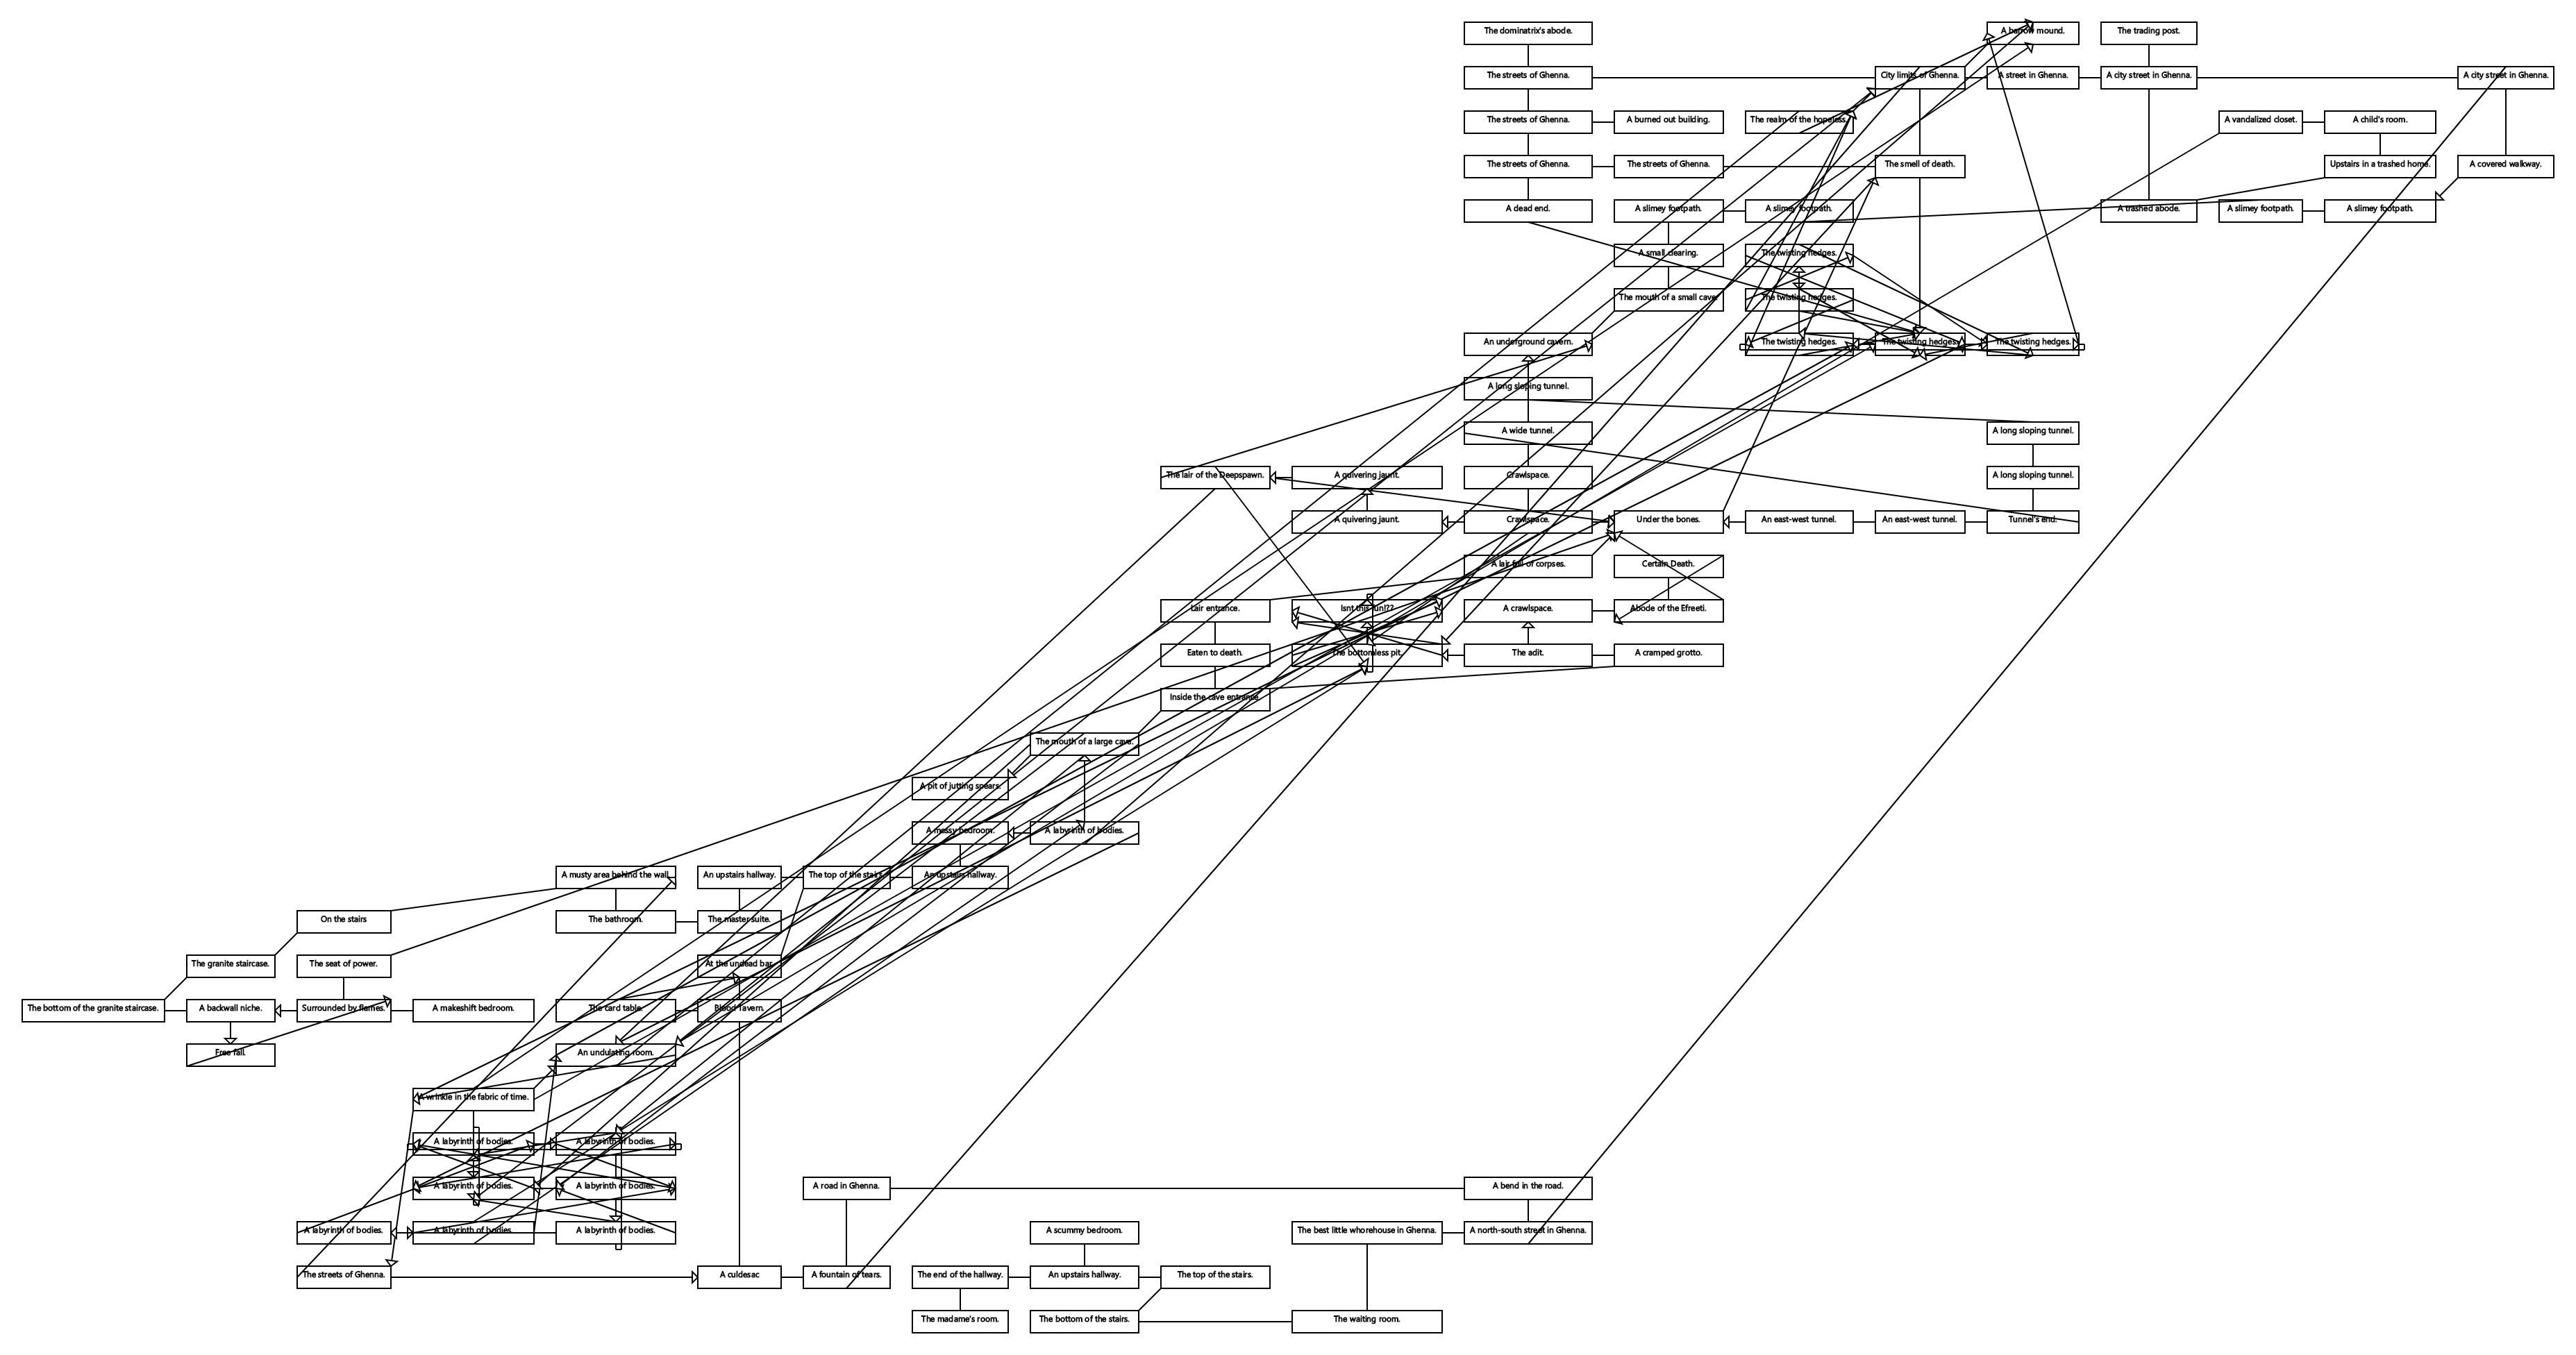 The dominatrix's abode.
A barrow mound.
The trading post.
The streets of Ghenna.
City limits of Ghenna.
A street in Ghenna.
A city street in Ghenna.
A city street in Ghenna.
The streets of Ghenna.
A burned out building.
The realm of the hopeless.
A vandalized closet.
A child's room.
The streets of Ghenna.
The streets of Ghenna.
The smell of death.
Upstairs in a trashed home.
A covered walkway.
A dead end.
A slimey footpath.
A slimey footpath.
A trashed abode.
A slimey footpath.
A slimey footpath.
A small clearing.
The twisting hedges.
The mouth of a small cave.
The twisting hedges.
An underground cavern.
The twisting hedges.
The twisting hedges.
The twisting hedges.
A long sloping tunnel.
A wide tunnel.
A long sloping tunnel.
The lair of the Deepspawn.
A quivering jaunt.
Crawlspace.
A long sloping tunnel.
A quivering jaunt.
Crawlspace.
Under the bones.
An east-west tunnel.
An east-west tunnel.
Tunnel's end.
A lair full of corpses.
Certain Death.
Lair entrance.
Isnt this fun!??
A crawlspace.
Abode of the Efreeti.
Eaten to death.
The bottomless pit.
The adit.
A cramped grotto.
Inside the cave entrance.
The mouth of a large cave.
A pit of jutting spears.
A messy bedroom.
A labyrinth of bodies.
A musty area behind the wall.
An upstairs hallway.
The top of the stairs.
An upstairs hallway.
On the stairs
The bathroom.
The master suite.
The granite staircase.
The seat of power.
At the undead bar.
The bottom of the granite staircase.
A backwall niche.
Surrounded by flames.
A makeshift bedroom.
The card table.
Blood Tavern.
Free fall.
An undulating room.
A wrinkle in the fabric of time.
A labyrinth of bodies.
A labyrinth of bodies.
A labyrinth of bodies.
A labyrinth of bodies.
A road in Ghenna.
A bend in the road.
A labyrinth of bodies.
A labyrinth of bodies.
A labyrinth of bodies.
A scummy bedroom.
The best little whorehouse in Ghenna.
A north-south street in Ghenna.
The streets of Ghenna.
A culdesac
A fountain of tears.
The end of the hallway.
An upstairs hallway.
The top of the stairs.
The madame's room.
The bottom of the stairs.
The waiting room.